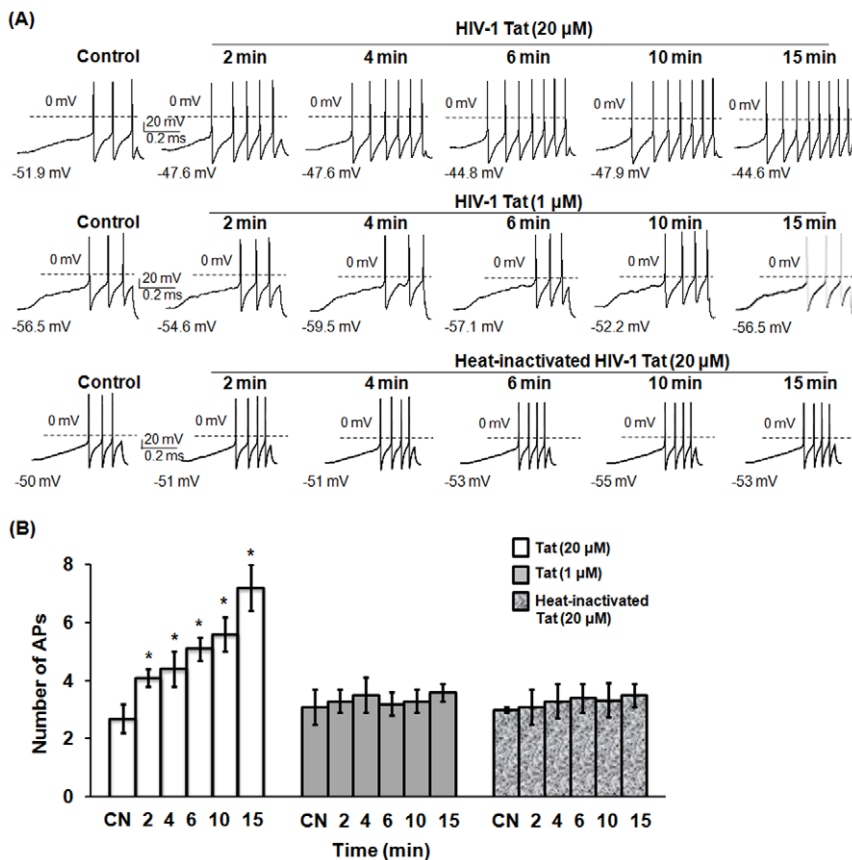 (A)
HIV-1 Tat (20 µM)
Control 2 min 4 min 6 min 10 min 15 min
0 mV 0 mV 0 mV 0 mV 0 mV 0 mV
20 mV
0.2 ms
-51.9 mV -47.6 mV -47.6 mV -44.8 mV -47.9 mV -44.6 mV
HIV-1 Tat (1 µM)
Control 2 min 4 min 6 min 10 min 15 min
0 mV 0 mV 0 mV 0 mV 0 mV 0 mV
20 mV
0.2 ms
-56.5 mV -54.6 mV -59.5 mV -57.1 mV -52.2 mV -56.5 mV
Heat-inactivated HIV-1 Tat (20 µM)
Control 2 min 4 min 6 min 10 min 15 min
0 mV 0 mV 0 mV 0 mV 0 mV 0 mV
20 mV
0.2 ms
-50 mV -51 mV -51 mV -53 mV -55 mV -53 mV
(B)
Number of APs
8
6
4
2
0
* * * * *
Tat (20 µM)
Tat (1 µM)
Heat-inactivated
Tat (20 µM)
CN 2 4 6 10 15 CN 2 4 6 10 15 CN 2 4 6 10 15
Time (min)